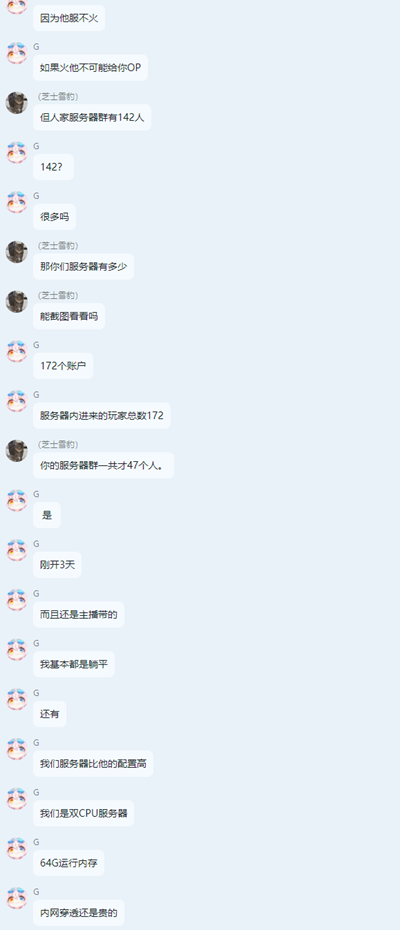 因为他服不火
G
如果火他不可能给你OP
(芝士雪豹)
但人家服务器群有142人
G
142?
G
很多吗
(芝士雪豹)
那你们服务器有多少
(芝士雪豹)
能截图看看吗
G
172个账户
G
服务器内进来的玩家总数172
(芝士雪豹)
你的服务器群一共才47个人。
G
是
G
刚开3天
G
而且还是主播带的
G
我基本都是躺平
G
还有
G
我们服务器比他的配置高
G
我们是双CPU服务器
G
64G运行内存
G
内网穿透还是贵的